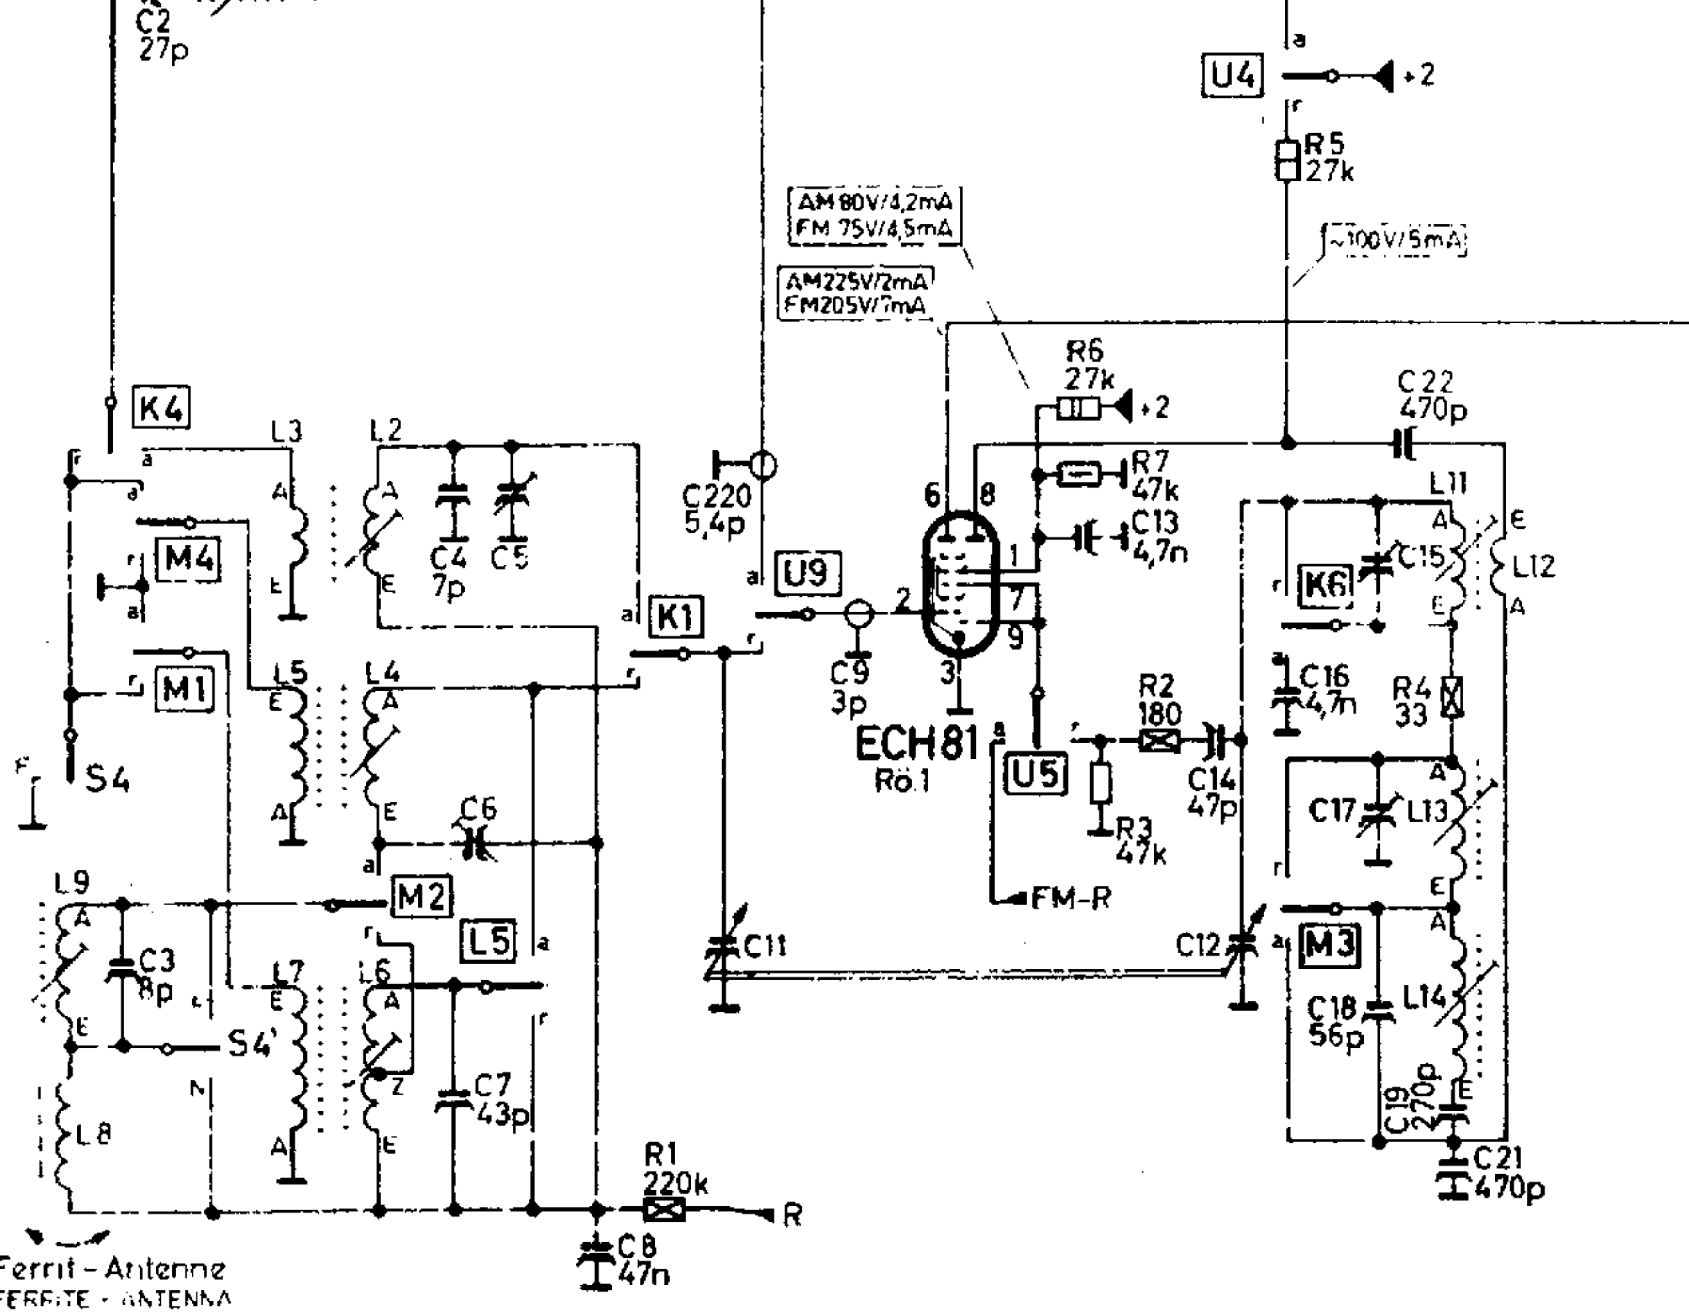 C2
27p
a
U4
+2
r
R5
27k
AM 80V/4,2mA
FM 75V/4,5mA
~100V/5mA
AM225V/2mA
FM205V/7mA
R6
27k
+2
C22
470p
K4
r
a
L3
L2
A
A
a
C220
5,4p
6
8
R7
47k
L11
A
E
M4
r
a
E
E
C4
7p
C5
a
U9
a
K1
r
1
C13
4,7n
r
K6
C15
L12
E
A
2
7
9
3
M1
r
L5
E
L4
A
r
C9
3p
ECH81
Rö.1
a
U5
r
R2
180
C14
47p
a
C16
4,7n
R4
33
F
r
S4
A
E
C6
R3
47k
C17
A
L13
a
FM-R
r
E
L9
A
M2
r
L5
a
C11
C12
a
M3
A
C3
8p
L7
E
L6
A
r
C18
56p
L14
E
S4'
Z
C7
43p
N
L8
A
E
C19
270p
E
R1
220k
R
C21
470p
C8
47n
Ferrit-Antenne
FERRITE - ANTENNA